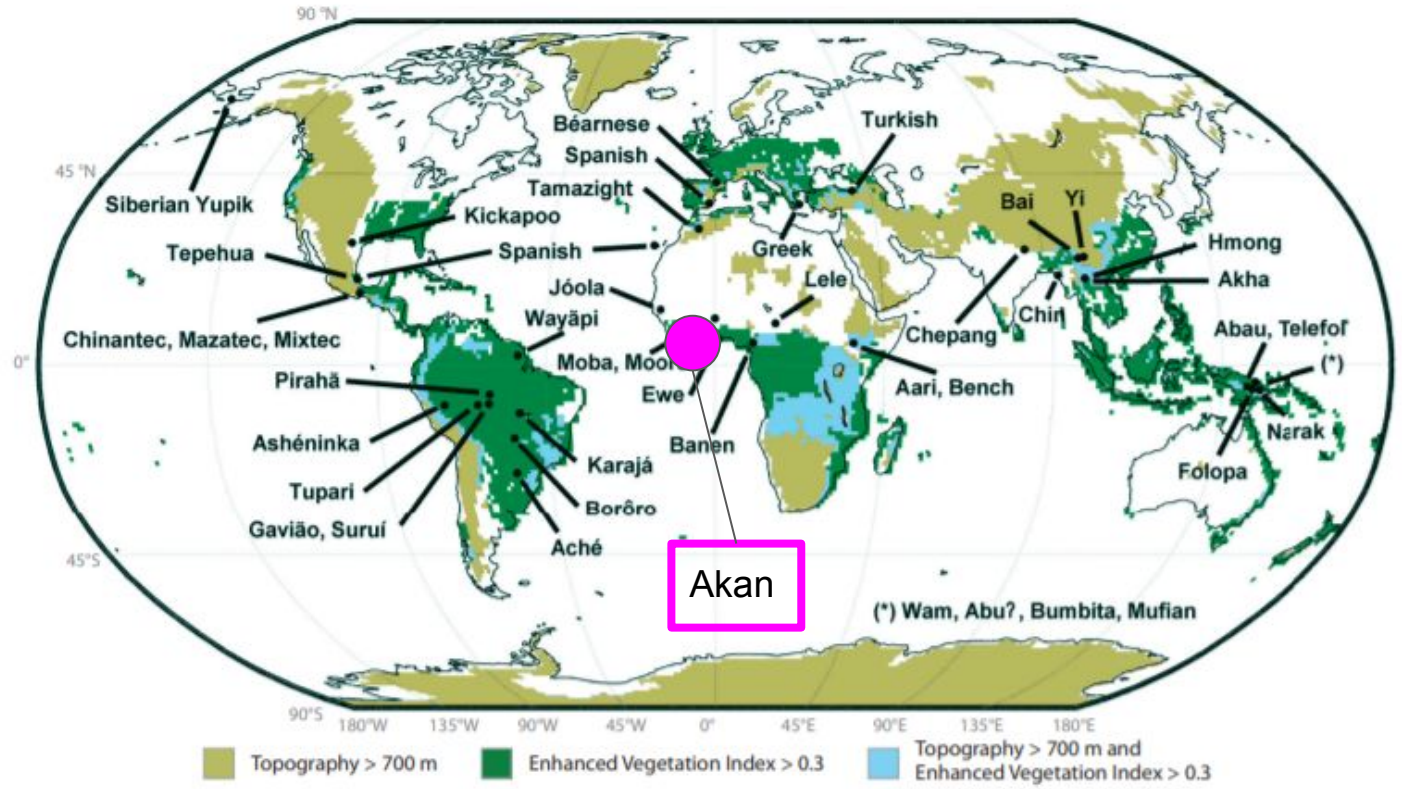 90 °N
Béarnese
Turkish
Spanish
45 °N
Tamazight
Bai
Yi
Siberian Yupik
Kickapoo
Hmong
Tepehua
Spanish
Greek
Lele
Akha
Jóola
Wayãpi
Chepang
Chin
Abau, Telefol
Chinantec, Mazatec, Mixtec
0°
Moba,
(*)
Pirahã
Ewe
Aari, Bench
Ashéninka
Banen
Narak
Karajá
Folopa
Tupari
Borôro
Gavião, Suruí
Aché
45°S
Akan
(*) Wam, Abu?, Bumbita, Mufian
90°S
180°W 135°W 90°W 45°W 0° 45°E 90°E 135°E 180°E
Topography > 700 m
Enhanced Vegetation Index > 0.3
Topography > 700 m and
Enhanced Vegetation Index > 0.3